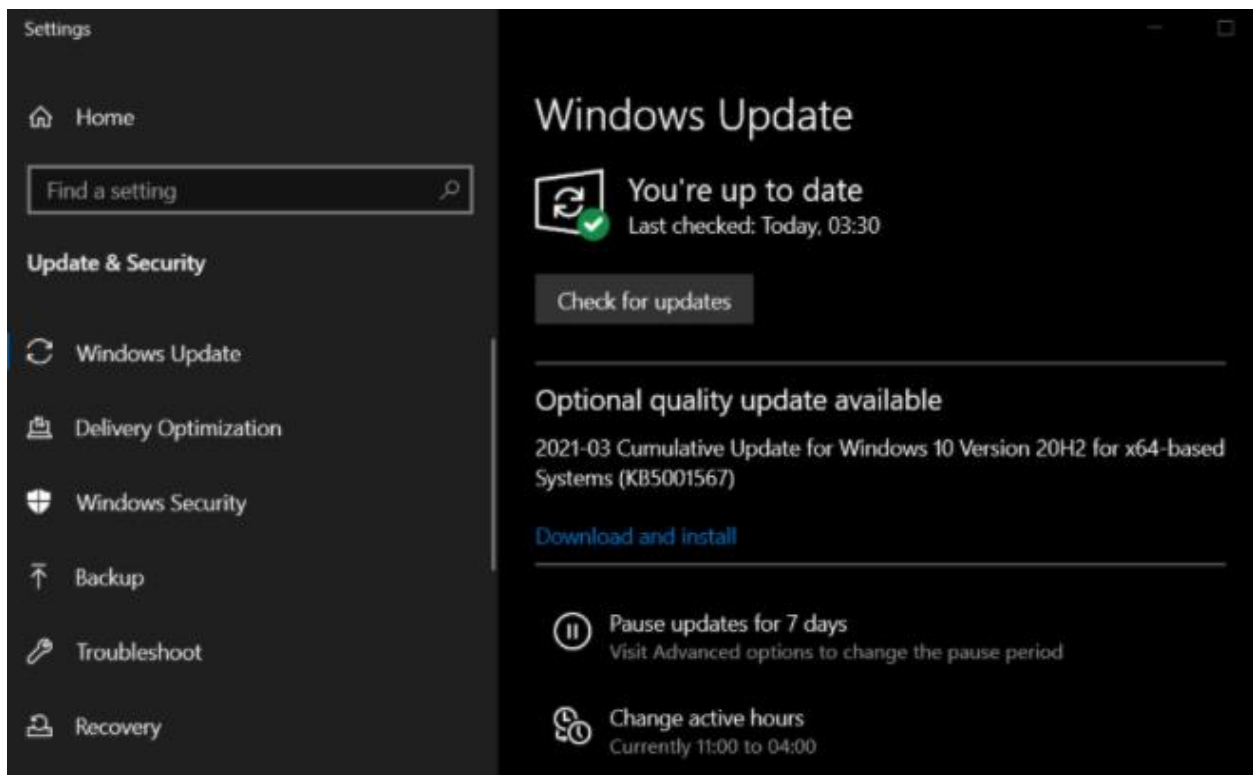 Settings
Home
Find a setting
Update & Security
Windows Update
Delivery Optimization
Windows Security
Backup
Troubleshoot
Recovery
Windows Update
You're up to date
Last checked: Today, 03:30
Check for updates
Optional quality update available
2021-03 Cumulative Update for Windows 10 Version 20H2 for x64-based
Systems (KB5001567)
Download and install
Pause updates for 7 days
Visit Advanced options to change the pause period
Change active hours
Currently 11:00 to 04:00